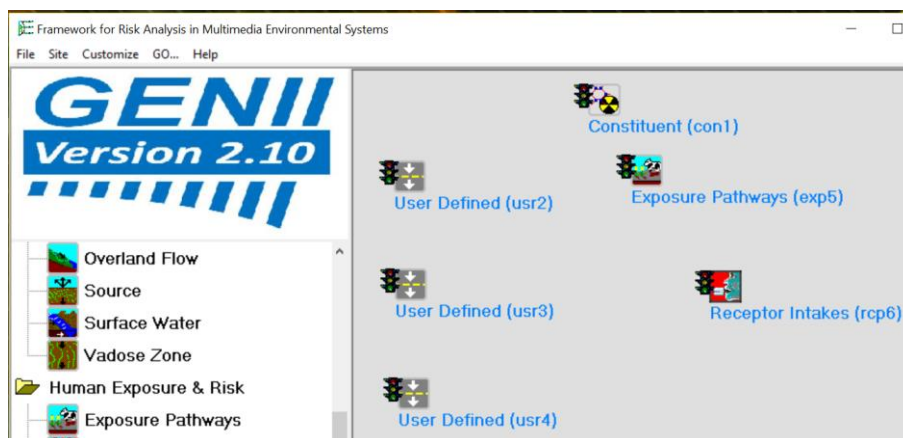 Framework for Risk Analysis in Multimedia Environmental Systems
File Site Customize GO... Help
GENII
Version 2.10
Overland Flow
Source
Surface Water
Vadose Zone
Human Exposure & Risk
Exposure Pathways
Constituent (con1)
User Defined (usr2)
Exposure Pathways (exp5)
User Defined (usr3)
Receptor Intakes (rcp6)
User Defined (usr4)